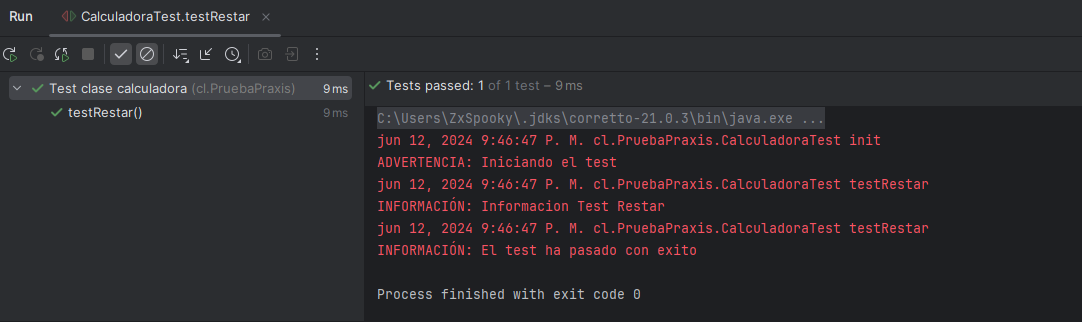 Run
CalculadoraTest.testRestar
Test clase calculadora (cl.PruebaPraxis) 9 ms
testRestar() 9 ms
Tests passed: 1 of 1 test – 9 ms
C:\Users\ZxSpooky\.jdks\corretto-21.0.3\bin\java.exe ...
jun 12, 2024 9:46:47 P. M. cl.PruebaPraxis.CalculadoraTest init
ADVERTENCIA: Iniciando el test
jun 12, 2024 9:46:47 P. M. cl.PruebaPraxis.CalculadoraTest testRestar
INFORMACIÓN: Informacion Test Restar
jun 12, 2024 9:46:47 P. M. cl.PruebaPraxis.CalculadoraTest testRestar
INFORMACIÓN: El test ha pasado con exito
Process finished with exit code 0